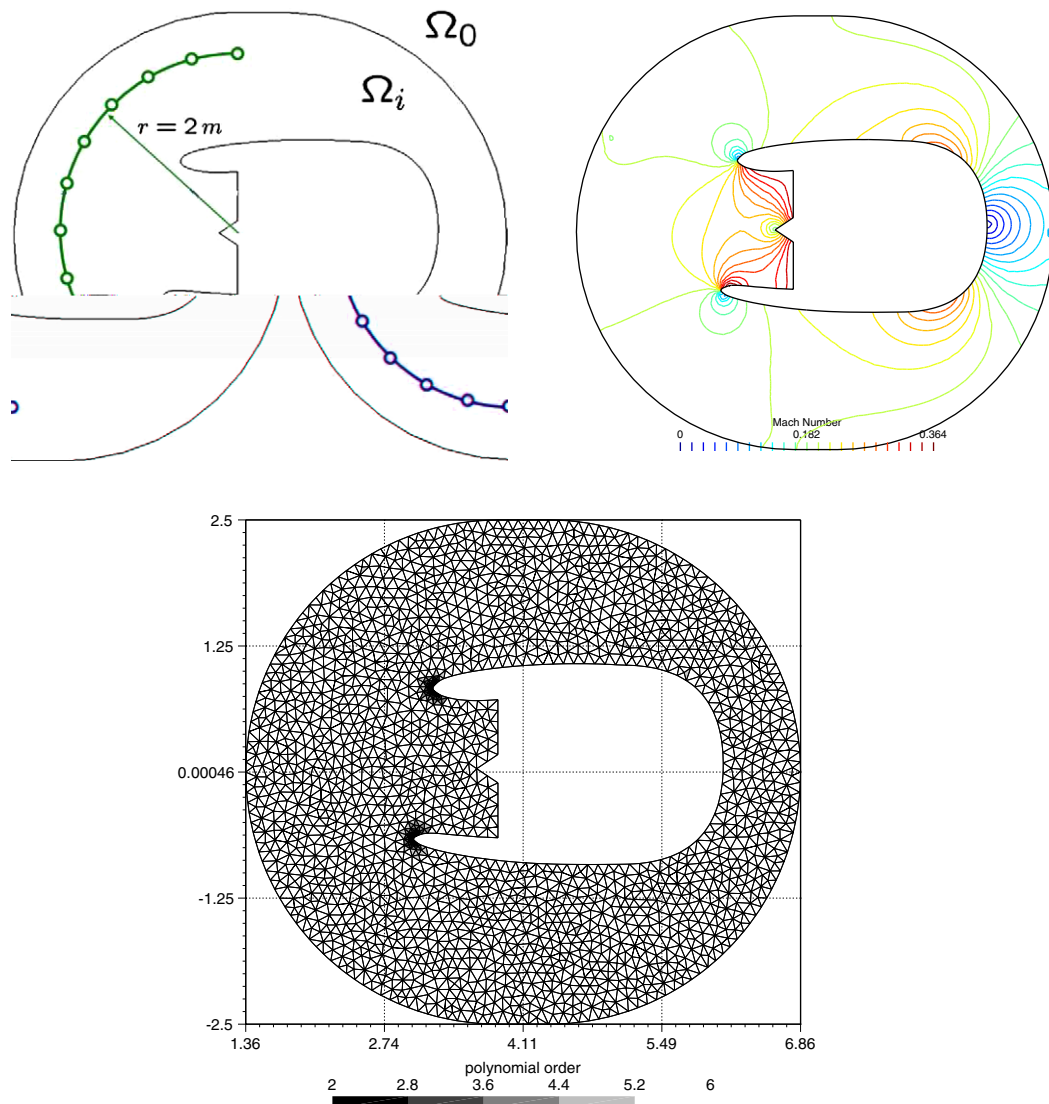 Ω₀
Ωᵢ
r = 2 m
Mach Number
0 0.182 0.364
2.5
1.25
0.00046
-1.25
-2.5
1.36 2.74 4.11 5.49 6.86
polynomial order
2 2.8 3.6 4.4 5.2 6